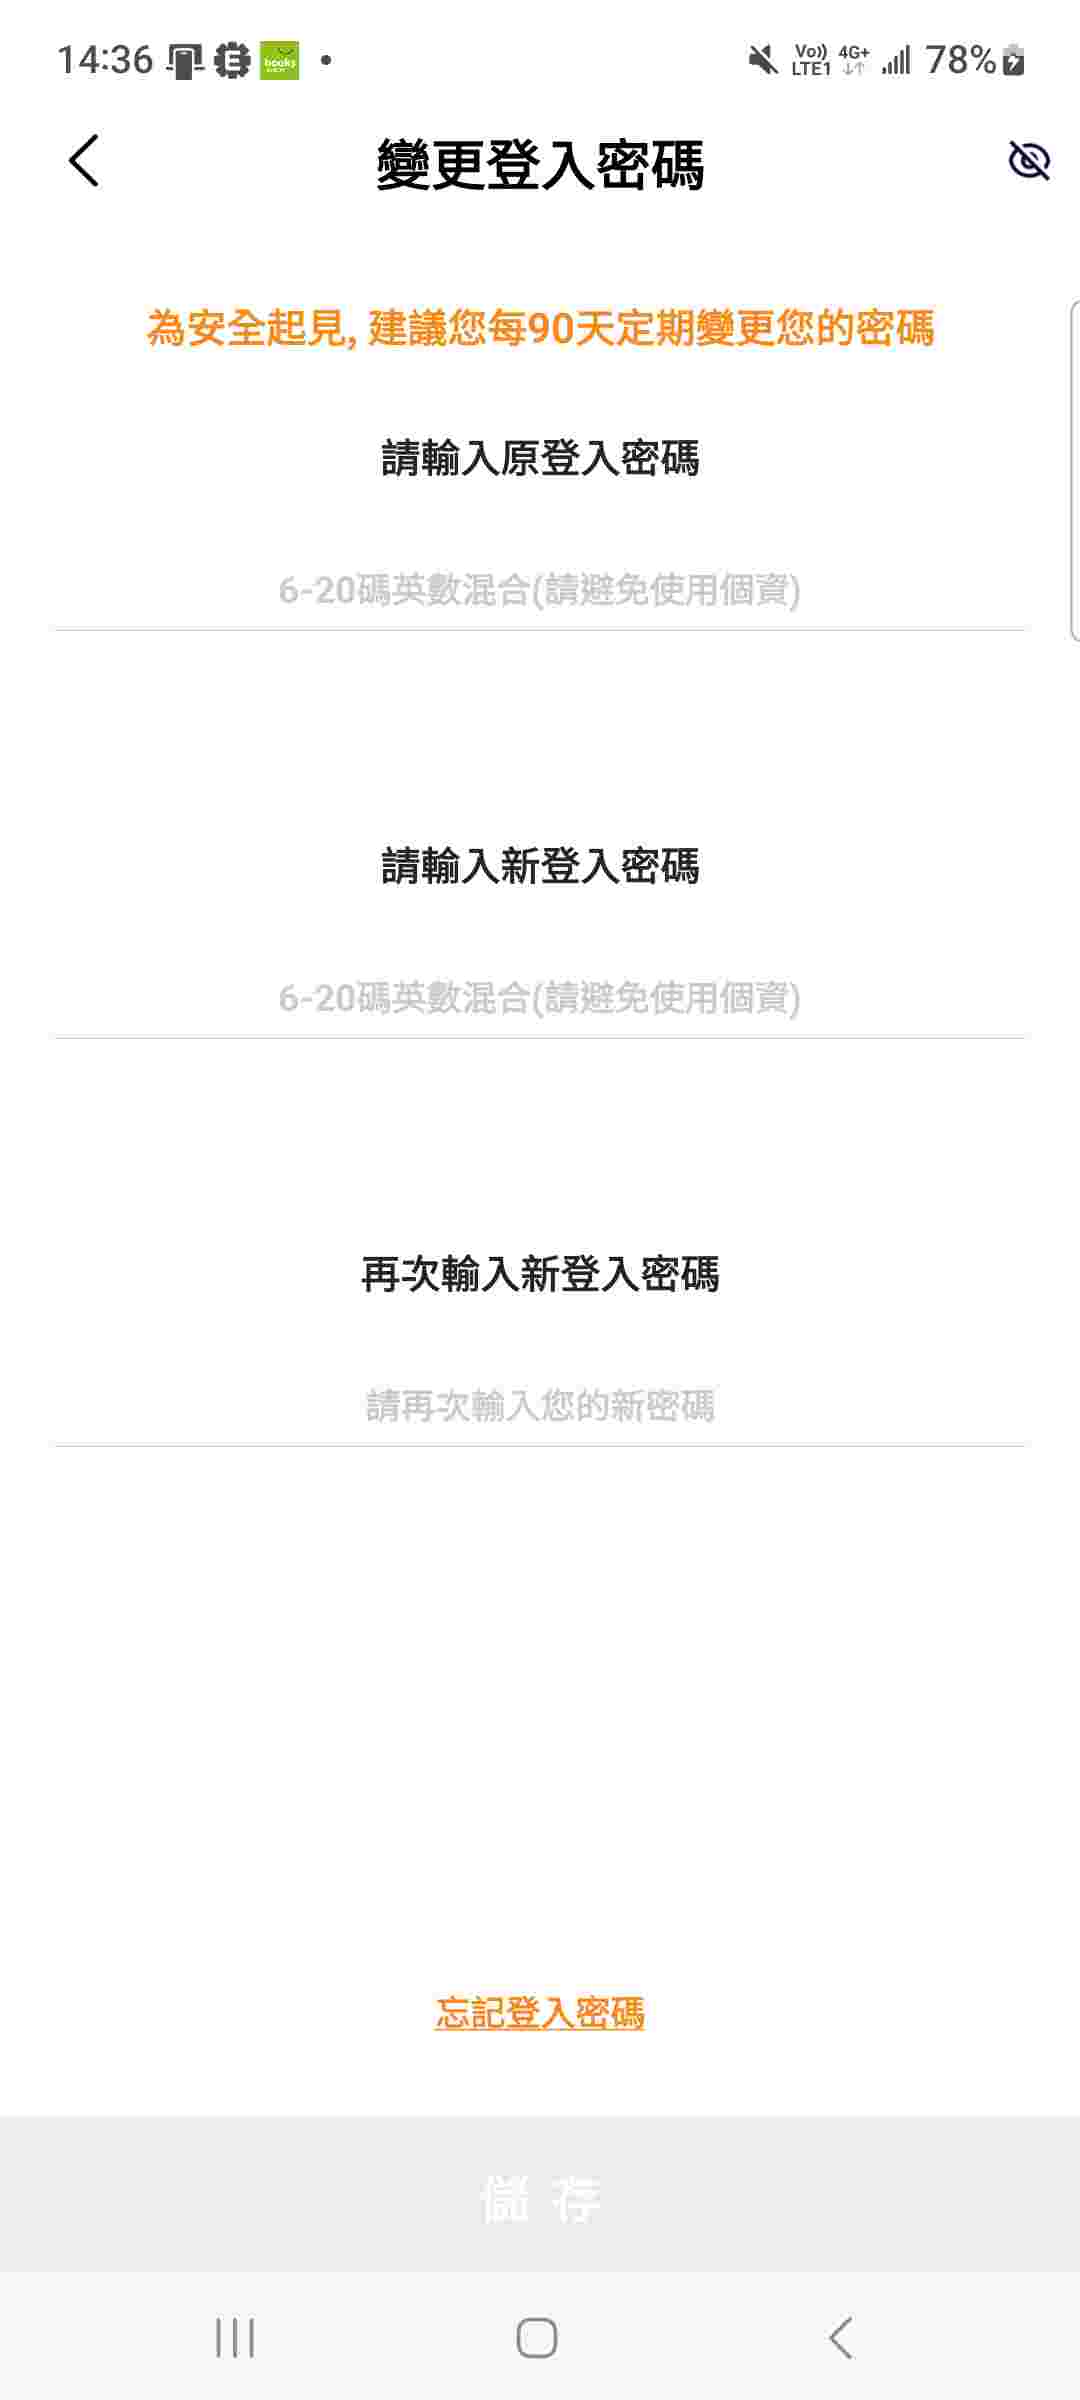 14:36 books Vo)) LTE1 4G+ 78%
變更登入密碼
為安全起見, 建議您每90天定期變更您的密碼
請輸入原登入密碼
6-20碼英數混合(請避免使用個資)
請輸入新登入密碼
6-20碼英數混合(請避免使用個資)
再次輸入新登入密碼
請再次輸入您的新密碼
忘記登入密碼
儲 存